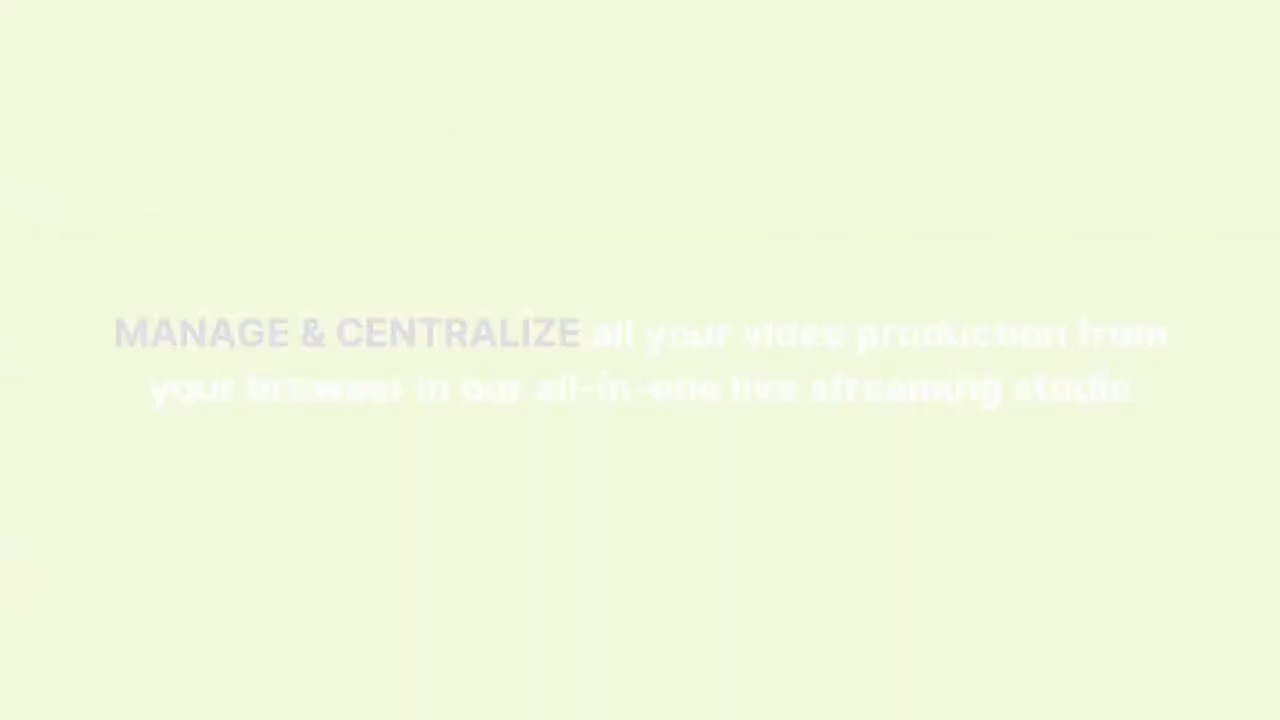 MANAGE & CENTRALIZE all your video production from
your browser in our all-in-one live streaming studio